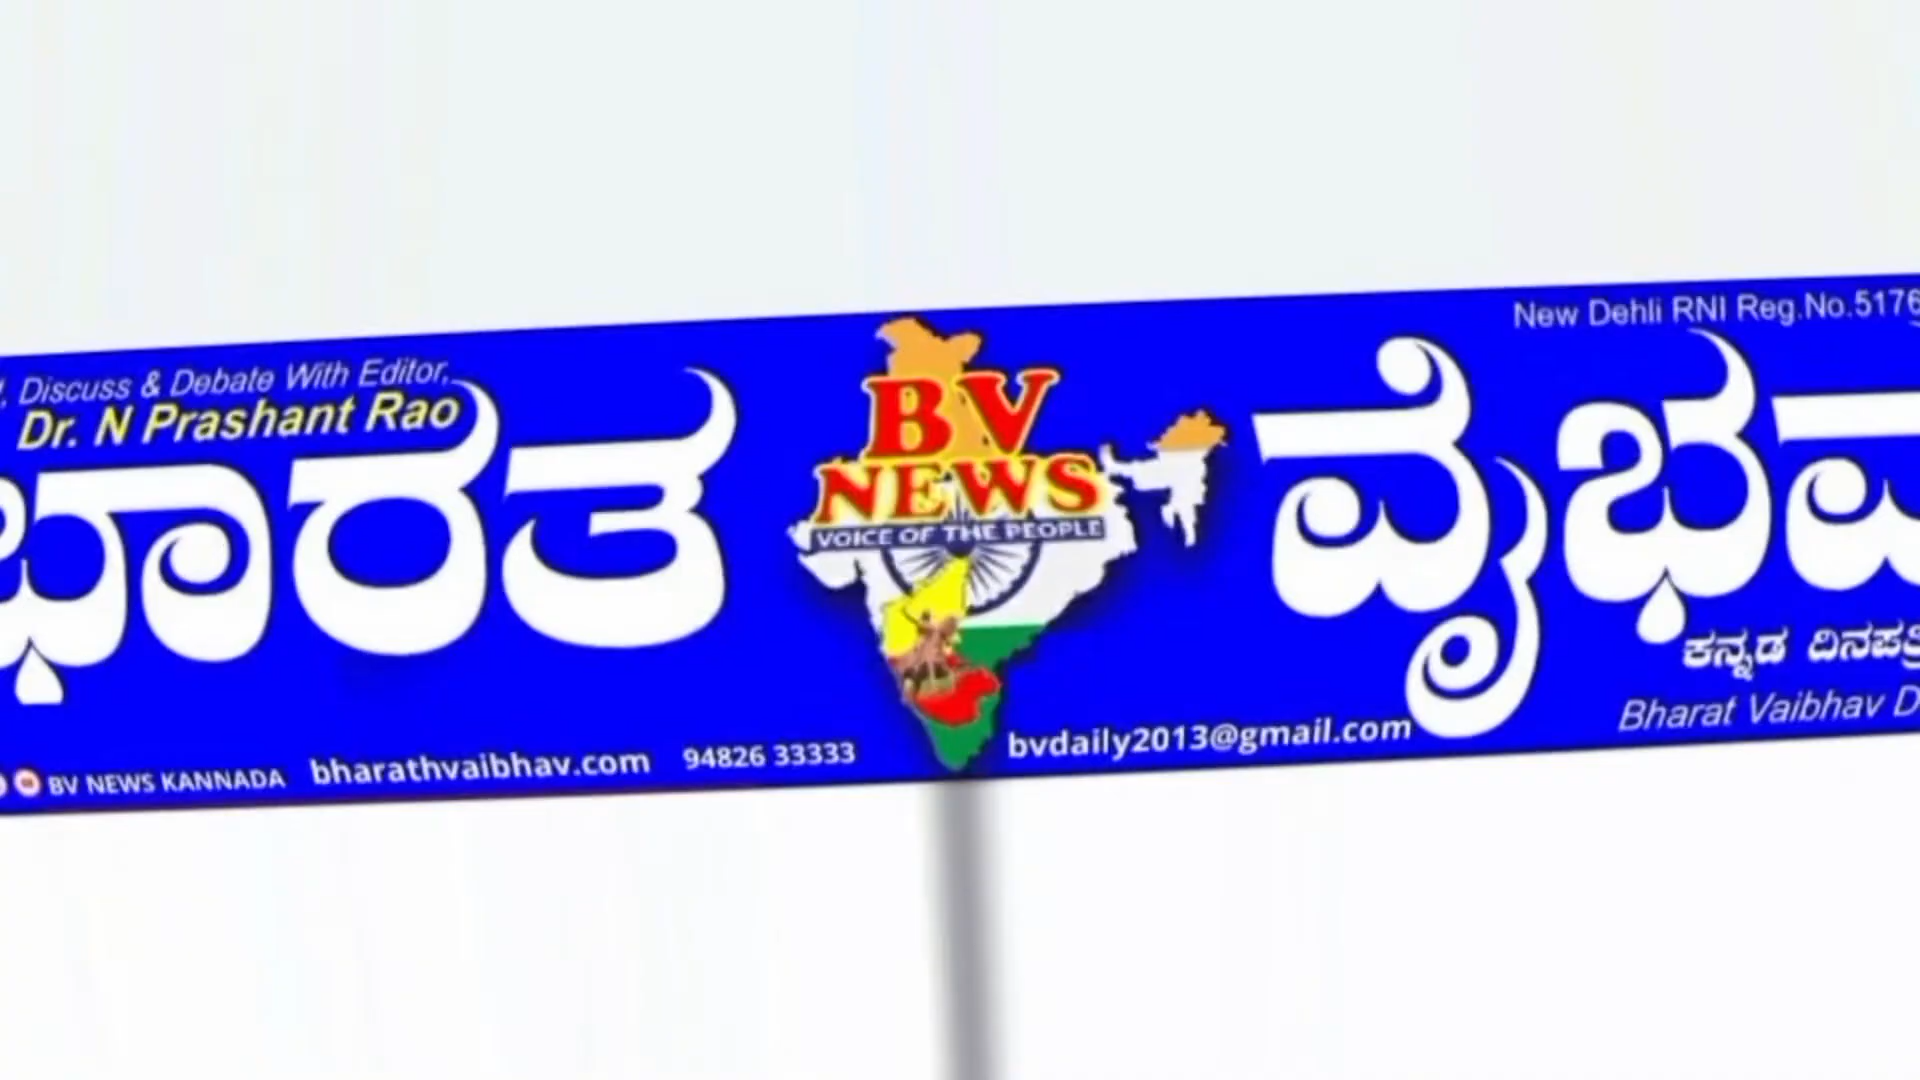 Discuss & Debate With Editor,
Dr. N Prashant Rao
ಭಾರತ
BV
NEWS
VOICE OF THE PEOPLE
New Dehli RNI Reg.No.5176
ವೈಭವ
ಕನ್ನಡ
Bharat Vaibhav
BV NEWS KANNADA bharathvaibhav.com 94826 33333 bvdaily2013@gmail.com